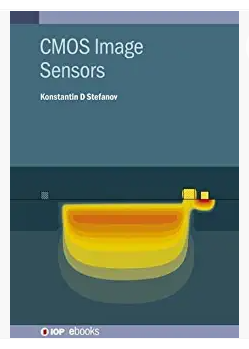 CMOS Image
Sensors
Konstantin D Stefanov
IOP ebooks